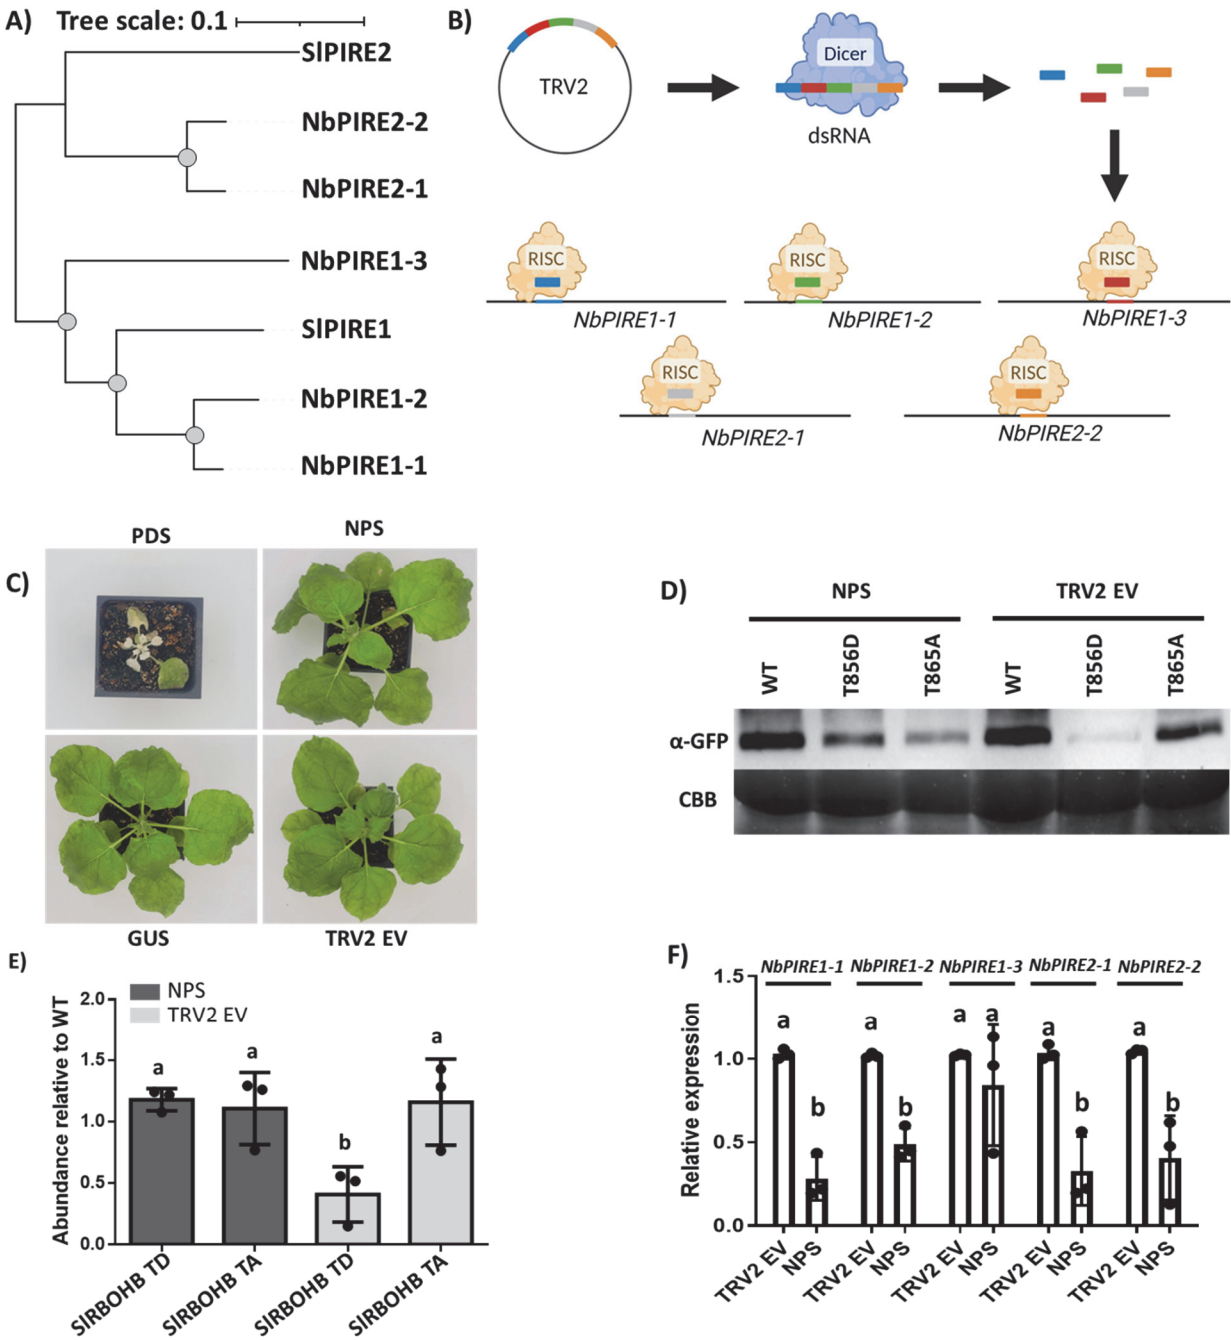 A) Tree scale: 0.1
SlPIRE2
NbPIRE2-2
NbPIRE2-1
NbPIRE1-3
SlPIRE1
NbPIRE1-2
NbPIRE1-1
B)
TRV2
Dicer
dsRNA
RISC
RISC
RISC
NbPIRE1-1
NbPIRE1-2
NbPIRE1-3
RISC
RISC
NbPIRE2-1
NbPIRE2-2
C)
PDS
NPS
GUS
TRV2 EV
D)
NPS
TRV2 EV
WT
T856D
T865A
WT
T856D
T865A
α-GFP
CBB
E)
NPS
TRV2 EV
Abundance relative to WT
2.0
1.5
1.0
0.5
0.0
a
a
b
a
SlRBOHB TD
SlRBOHB TA
SlRBOHB TD
SlRBOHB TA
F)
NbPIRE1-1
NbPIRE1-2
NbPIRE1-3
NbPIRE2-1
NbPIRE2-2
Relative expression
1.5
1.0
0.5
0.0
a
b
a
b
a
a
a
b
a
b
TRV2 EV
NPS
TRV2 EV
NPS
TRV2 EV
NPS
TRV2 EV
NPS
TRV2 EV
NPS